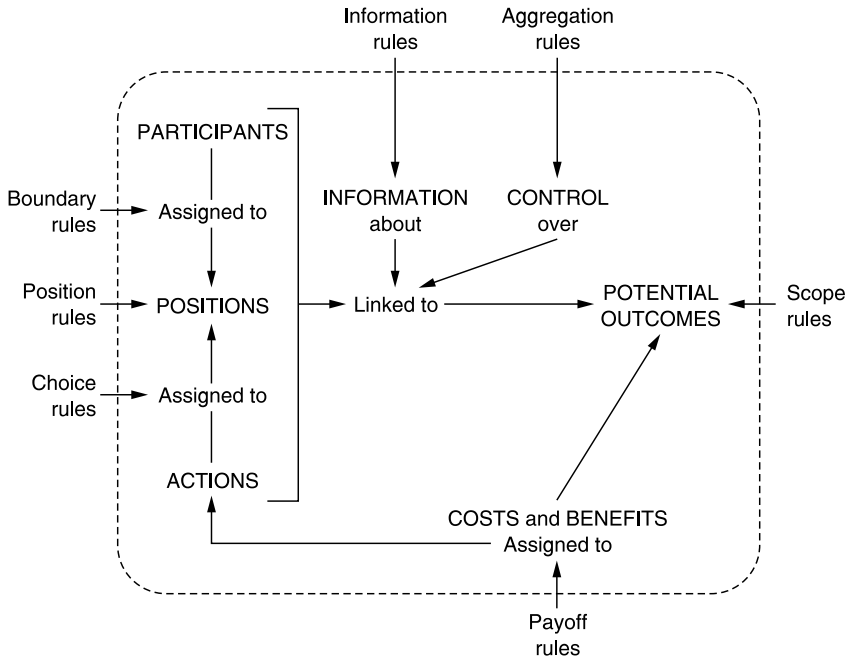 Information
rules
Aggregation
rules
PARTICIPANTS
Boundary
rules
Assigned to
INFORMATION
about
CONTROL
over
Position
rules
POSITIONS
Linked to
POTENTIAL
OUTCOMES
Scope
rules
Choice
rules
Assigned to
ACTIONS
COSTS and BENEFITS
Assigned to
Payoff
rules